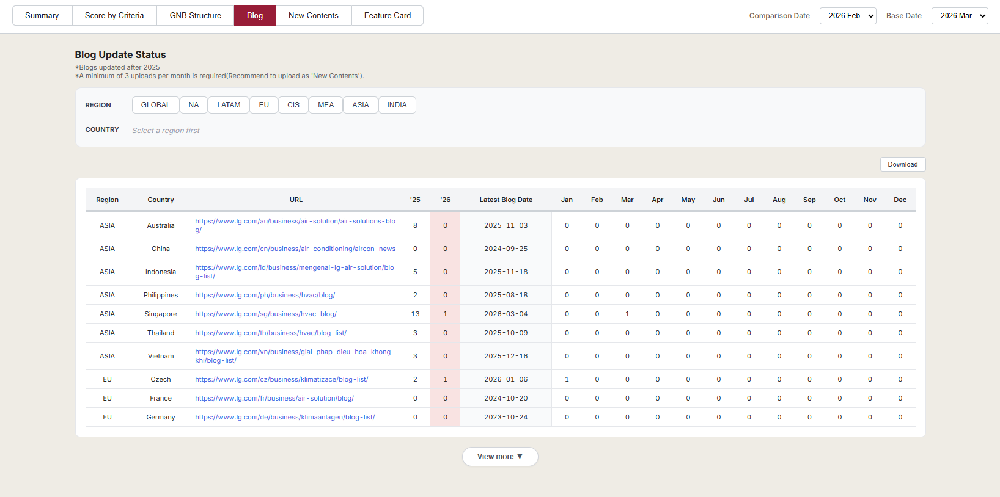 Summary Score by Criteria GNB Structure Blog New Contents Feature Card Comparison Date 2026.Feb Base Date 2026.Mar
Blog Update Status
*Blogs updated after 2025
*A minimum of 3 uploads per month is required(Recommend to upload as 'New Contents').
REGION GLOBAL NA LATAM EU CIS MEA ASIA INDIA
COUNTRY Select a region first
Download
Region Country URL '25 '26 Latest Blog Date Jan Feb Mar Apr May Jun Jul Aug Sep Oct Nov Dec
ASIA Australia https://www.lg.com/au/business/air-solution/air-solutions-blo
g/ 8 0 2025-11-03 0 0 0 0 0 0 0 0 0 0 0 0
ASIA China https://www.lg.com/cn/business/air-conditioning/aircon-news 0 0 2024-09-25 0 0 0 0 0 0 0 0 0 0 0 0
ASIA Indonesia https://www.lg.com/id/business/mengenai-lg-air-solution/blo
g-list/ 5 0 2025-11-18 0 0 0 0 0 0 0 0 0 0 0 0
ASIA Philippines https://www.lg.com/ph/business/hvac/blog/ 2 0 2025-08-18 0 0 0 0 0 0 0 0 0 0 0 0
ASIA Singapore https://www.lg.com/sg/business/hvac-blog/ 13 1 2026-03-04 0 0 1 0 0 0 0 0 0 0 0 0
ASIA Thailand https://www.lg.com/th/business/hvac/blog-list/ 3 0 2025-10-09 0 0 0 0 0 0 0 0 0 0 0 0
ASIA Vietnam https://www.lg.com/vn/business/giai-phap-dieu-hoa-khong-
khi/blog-list/ 3 0 2025-12-16 0 0 0 0 0 0 0 0 0 0 0 0
EU Czech https://www.lg.com/cz/business/klimatizace/blog-list/ 2 1 2026-01-06 1 0 0 0 0 0 0 0 0 0 0 0
EU France https://www.lg.com/fr/business/air-solution/blog/ 0 0 2024-10-20 0 0 0 0 0 0 0 0 0 0 0 0
EU Germany https://www.lg.com/de/business/klimaanlagen/blog-list/ 0 0 2023-10-24 0 0 0 0 0 0 0 0 0 0 0 0
View more ▼